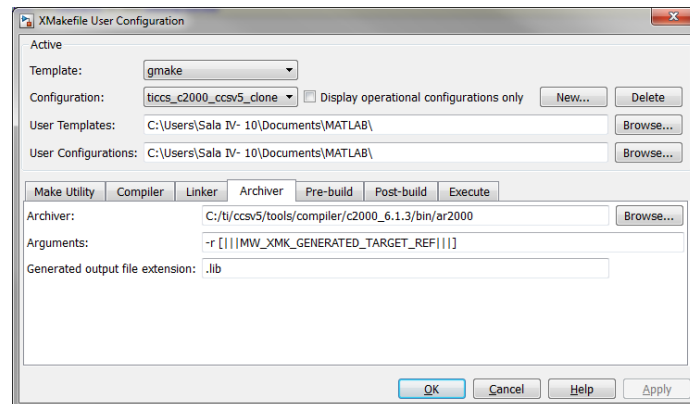 XMakefile User Configuration
Active
Template: gmake
Configuration: ticcs_c2000_ccsv5_clone Display operational configurations only New... Delete
User Templates: C:\Users\Sala IV- 10\Documents\MATLAB\ Browse...
User Configurations: C:\Users\Sala IV- 10\Documents\MATLAB\ Browse...
Make Utility Compiler Linker Archiver Pre-build Post-build Execute
Archiver: C:/ti/ccsv5/tools/compiler/c2000_6.1.3/bin/ar2000 Browse...
Arguments: -r [|||MW_XMK_GENERATED_TARGET_REF|||]
Generated output file extension: .lib
OK Cancel Help Apply